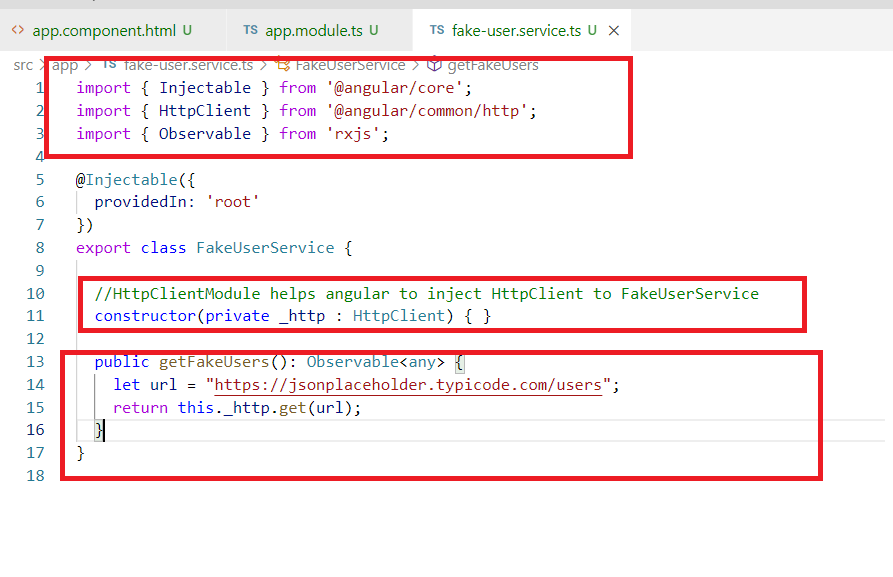 <> app.component.html U TS app.module.ts U TS fake-user.service.ts U ×
src > app > TS fake-user.service.ts > FakeUserService > getFakeUsers
1 import { Injectable } from '@angular/core';
2 import { HttpClient } from '@angular/common/http';
3 import { Observable } from 'rxjs';
4
5 @Injectable({
6   providedIn: 'root'
7 })
8 export class FakeUserService {
9
10   //HttpClientModule helps angular to inject HttpClient to FakeUserService
11   constructor(private _http : HttpClient) { }
12
13   public getFakeUsers(): Observable<any> {
14     let url = "https://jsonplaceholder.typicode.com/users";
15     return this._http.get(url);
16   }
17 }
18